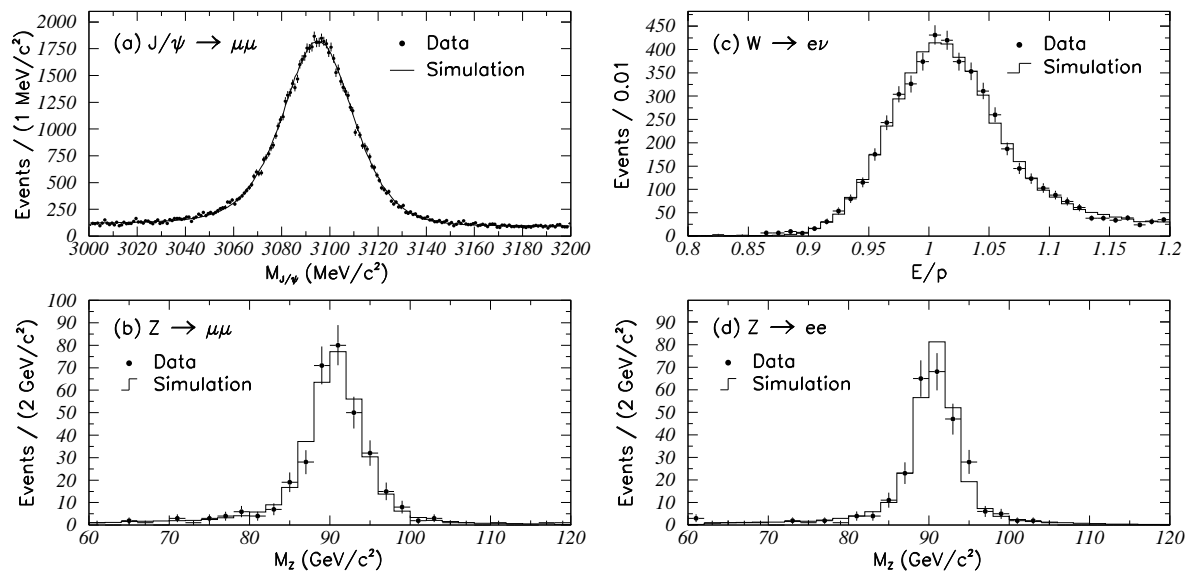 (a) J/ψ → μμ
Data
Simulation
Events / (1 MeV/c²)
2000
1750
1500
1250
1000
750
500
250
0
3000 3020 3040 3060 3080 3100 3120 3140 3160 3180 3200
M_J/ψ (MeV/c²)
(c) W → eν
Data
Simulation
Events / 0.01
450
400
350
300
250
200
150
100
50
0
0.8 0.85 0.9 0.95 1 1.05 1.1 1.15 1.2
E/p
(b) Z → μμ
Data
Simulation
Events / (2 GeV/c²)
100
90
80
70
60
50
40
30
20
10
0
60 70 80 90 100 110 120
M_Z (GeV/c²)
(d) Z → ee
Data
Simulation
Events / (2 GeV/c²)
90
80
70
60
50
40
30
20
10
0
60 70 80 90 100 110 120
M_Z (GeV/c²)